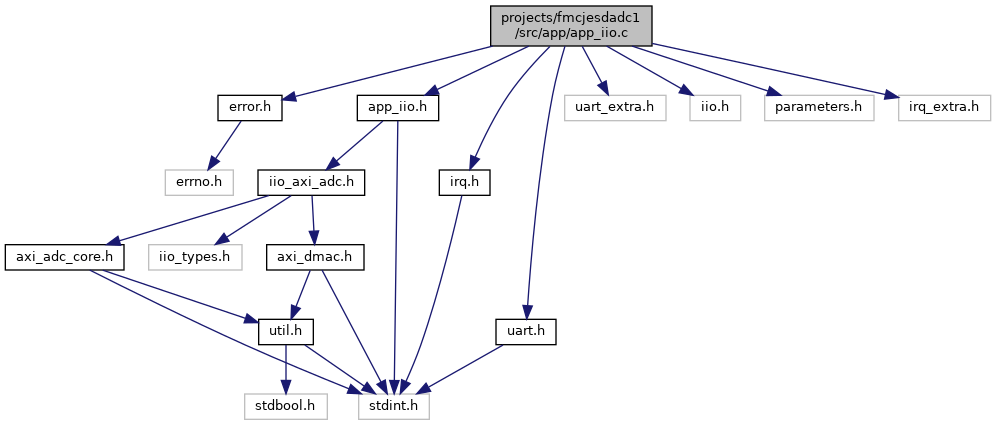 projects/fmcjesdadc1
/src/app/app_iio.c
error.h
app_iio.h
uart_extra.h
iio.h
parameters.h
irq_extra.h
errno.h
iio_axi_adc.h
irq.h
axi_adc_core.h
iio_types.h
axi_dmac.h
util.h
uart.h
stdbool.h
stdint.h